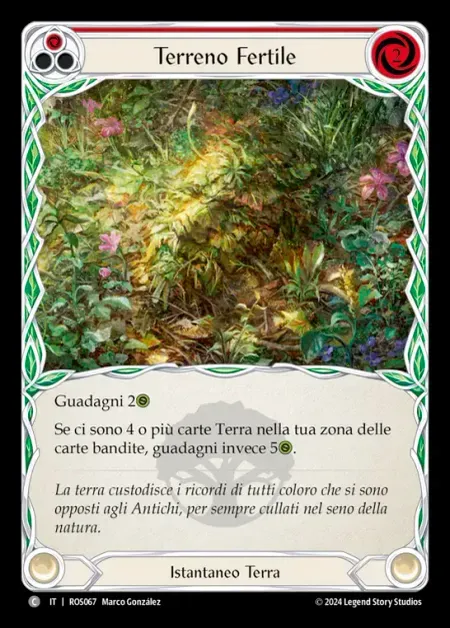 Terreno Fertile
2
Guadagni 2
Se ci sono 4 o più carte Terra nella tua zona delle
carte bandite, guadagni invece 5.
La terra custodisce i ricordi di tutti coloro che si sono
opposti agli Antichi, per sempre cullati nel seno della
natura.
Istantaneo Terra
C IT | ROS067 Marco González © 2024 Legend Story Studios